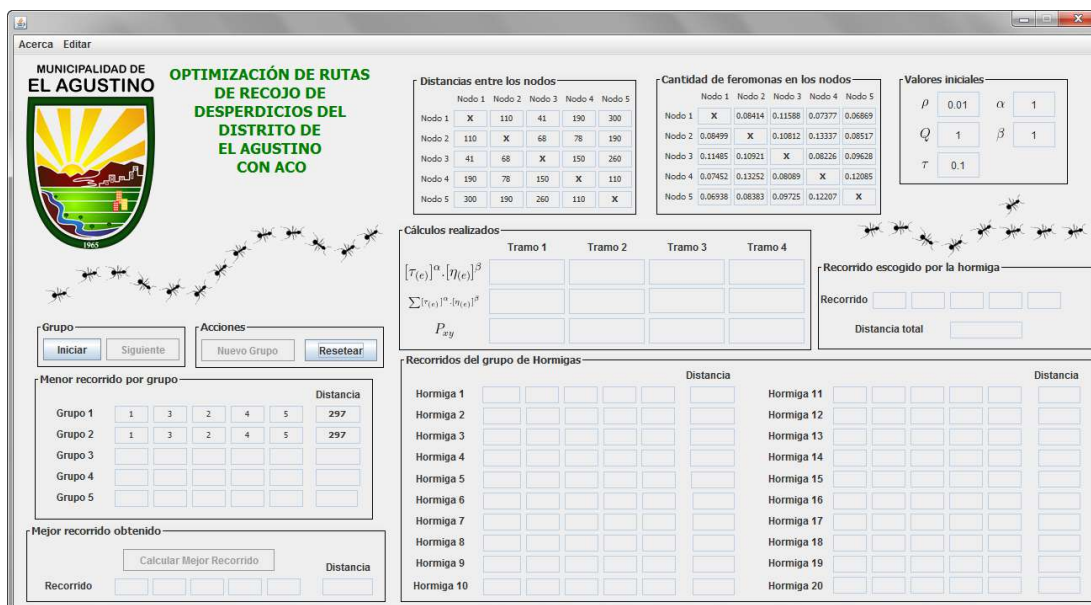 Acerca Editar
MUNICIPALIDAD DE
EL AGUSTINO
1965
OPTIMIZACIÓN DE RUTAS
DE RECOJO DE
DESPERDICIOS DEL
DISTRITO DE
EL AGUSTINO
CON ACO
Distancias entre los nodos
Nodo 1 Nodo 2 Nodo 3 Nodo 4 Nodo 5
Nodo 1 X 110 41 190 300
Nodo 2 110 X 68 78 190
Nodo 3 41 68 X 150 260
Nodo 4 190 78 150 X 110
Nodo 5 300 190 260 110 X
Cantidad de feromonas en los nodos
Nodo 1 Nodo 2 Nodo 3 Nodo 4 Nodo 5
Nodo 1 X 0.08414 0.11588 0.07377 0.06869
Nodo 2 0.08499 X 0.10812 0.13337 0.08517
Nodo 3 0.11485 0.10921 X 0.08226 0.09628
Nodo 4 0.07452 0.13252 0.08089 X 0.12085
Nodo 5 0.06938 0.08383 0.09725 0.12207 X
Valores iniciales
ρ 0.01 α 1
Q 1 β 1
τ 0.1
Cálculos realizados
Tramo 1 Tramo 2 Tramo 3 Tramo 4
[τ(e)]^α.[η(e)]^β
∑[τ(e)]^α.[η(e)]^β
Pxy
Recorrido escogido por la hormiga
Recorrido
Distancia total
Grupo
Iniciar Siguiente
Acciones
Nuevo Grupo Resetear
Menor recorrido por grupo
Distancia
Grupo 1 1 3 2 4 5 297
Grupo 2 1 3 2 4 5 297
Grupo 3
Grupo 4
Grupo 5
Mejor recorrido obtenido
Calcular Mejor Recorrido
Distancia
Recorrido
Recorridos del grupo de Hormigas
Distancia Distancia
Hormiga 1 Hormiga 11
Hormiga 2 Hormiga 12
Hormiga 3 Hormiga 13
Hormiga 4 Hormiga 14
Hormiga 5 Hormiga 15
Hormiga 6 Hormiga 16
Hormiga 7 Hormiga 17
Hormiga 8 Hormiga 18
Hormiga 9 Hormiga 19
Hormiga 10 Hormiga 20